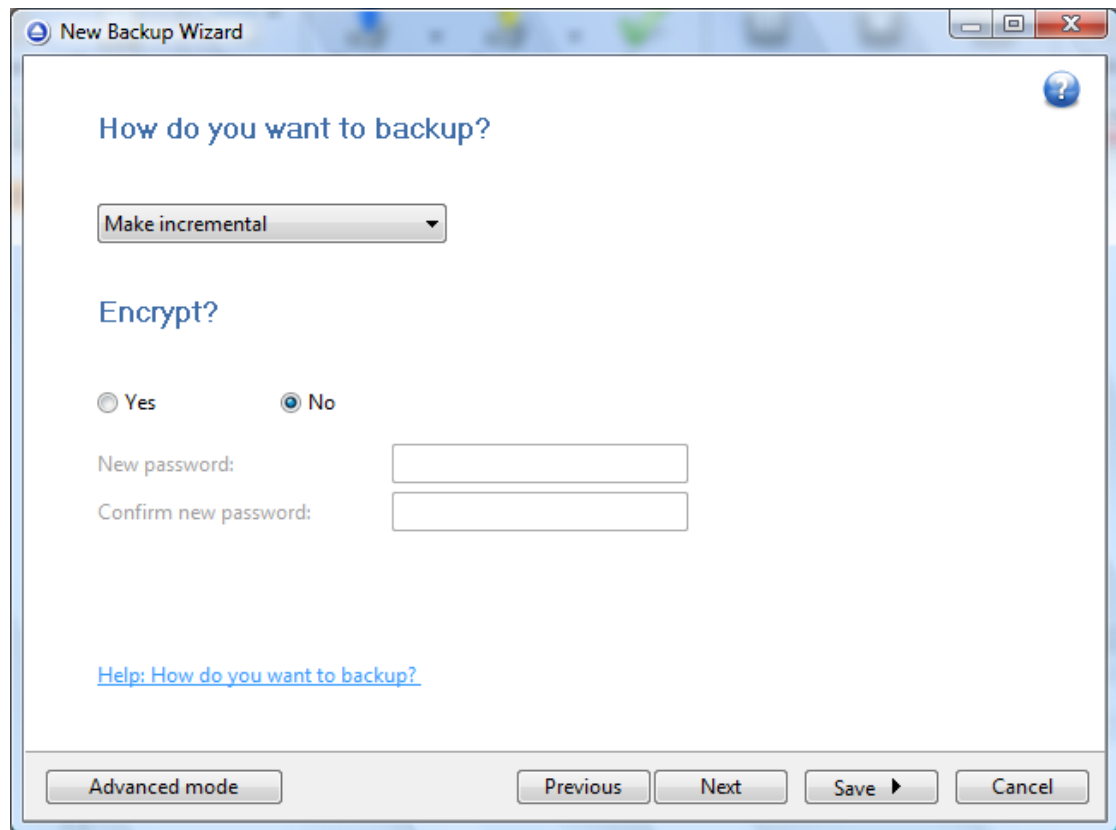 New Backup Wizard
How do you want to backup?
Make incremental
Encrypt?
Yes No
New password:
Confirm new password:
Help: How do you want to backup?
Advanced mode Previous Next Save Cancel